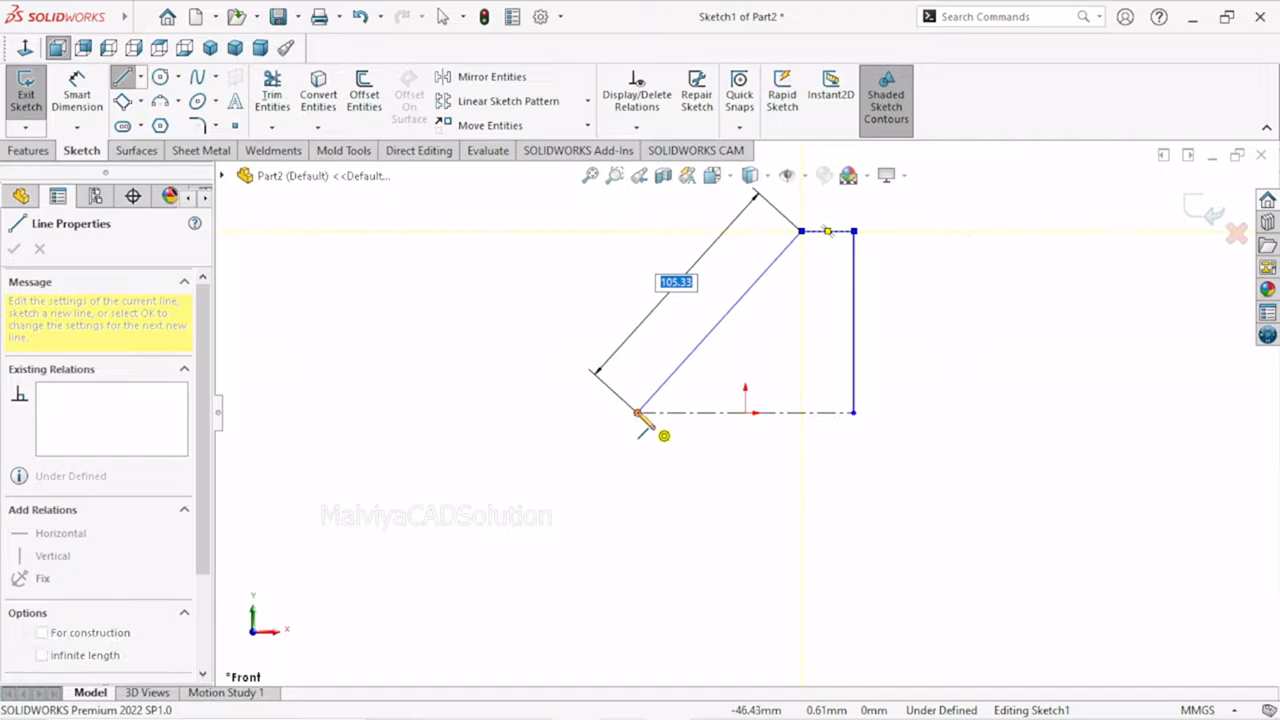 SOLIDWORKS
Sketch1 of Part2 *
Search Commands
Exit Sketch
Smart Dimension
Trim Entities
Convert Entities
Offset Entities
Offset On Surface
Mirror Entities
Linear Sketch Pattern
Move Entities
Display/Delete Relations
Repair Sketch
Quick Snaps
Rapid Sketch
Instant2D
Shaded Sketch Contours
Features
Sketch
Surfaces
Sheet Metal
Weldments
Mold Tools
Direct Editing
Evaluate
SOLIDWORKS Add-Ins
SOLIDWORKS CAM
Part2 (Default) <<Default...
Line Properties
Message
Edit the settings of the current line,
sketch a new line, or select OK to
change the settings for the next new
line.
Existing Relations
Under Defined
Add Relations
Horizontal
Vertical
Fix
Options
For construction
Infinite length
105.33
MalviyaCADSolution
Y
X
*Front
Model
3D Views
Motion Study 1
SOLIDWORKS Premium 2022 SP1.0
-46.43mm
0.61mm
0mm
Under Defined
Editing Sketch1
MMGS